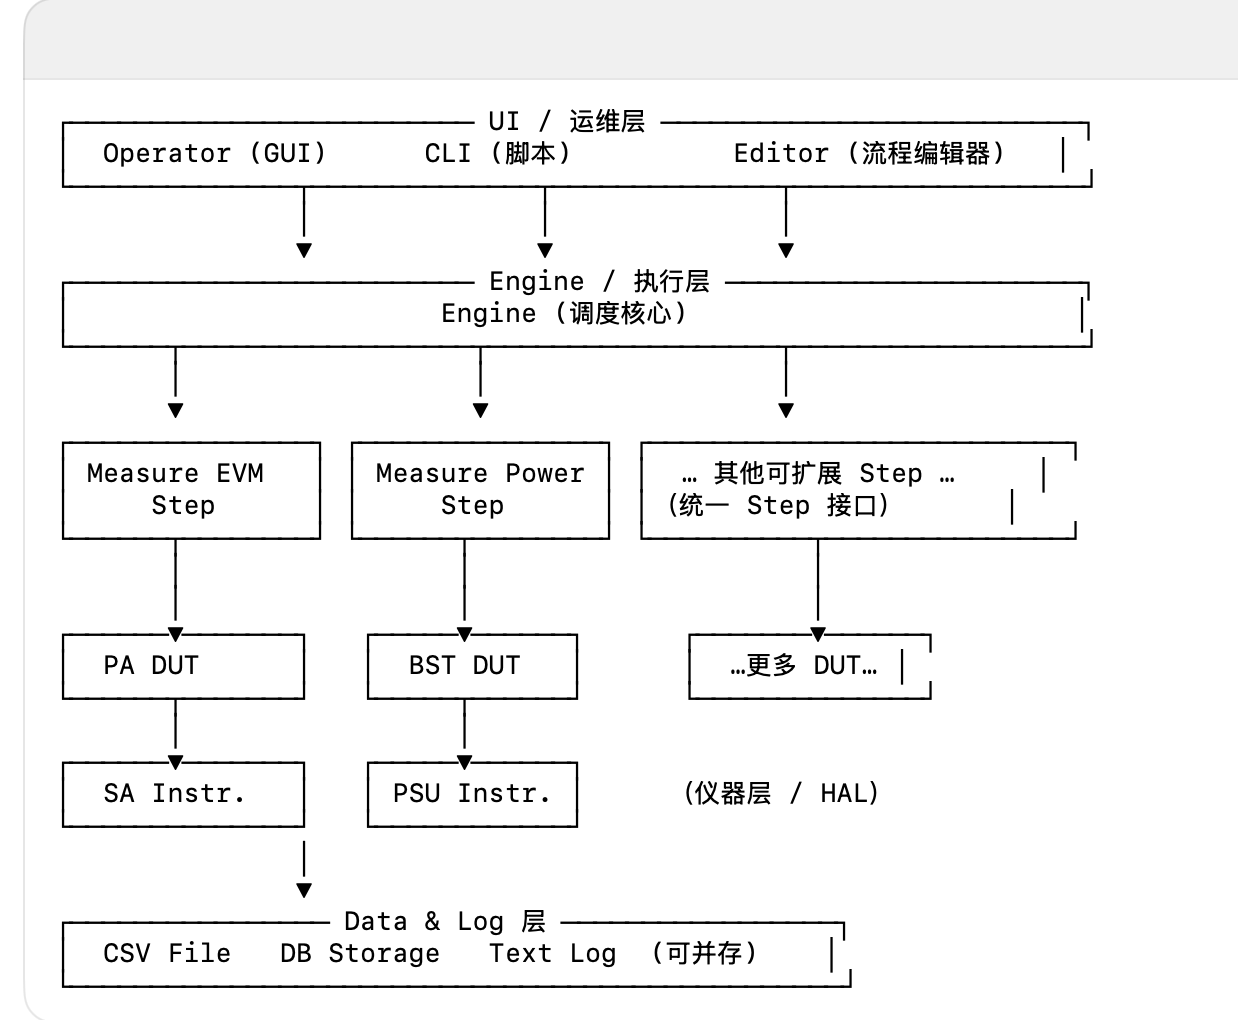 UI / 运维层
Operator (GUI) CLI (脚本) Editor (流程编辑器)
Engine / 执行层
Engine (调度核心)
Measure EVM Measure Power … 其他可扩展 Step …
Step Step (统一 Step 接口)
PA DUT BST DUT …更多 DUT…
SA Instr. PSU Instr. (仪器层 / HAL)
Data & Log 层
CSV File DB Storage Text Log (可并存)